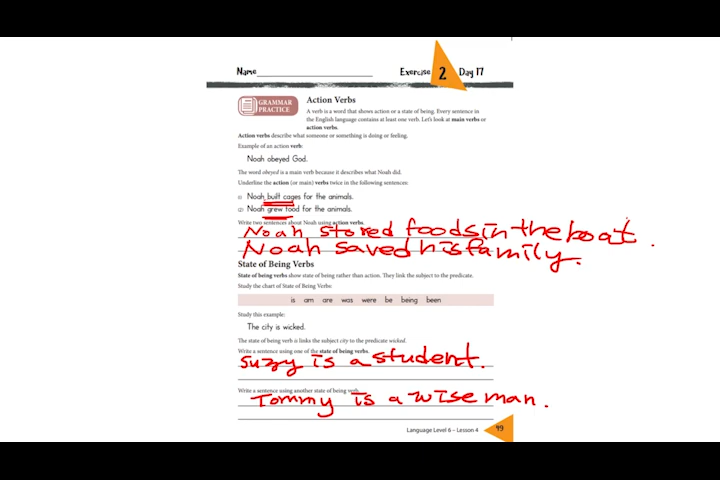 Name
Exercise 2 Day 17
GRAMMAR PRACTICE
Action Verbs
A verb is a word that shows action or a state of being. Every sentence in
the English language contains at least one verb. Let's look at main verbs or
action verbs.
Action verbs describe what someone or something is doing or feeling.
Example of an action verb:
Noah obeyed God.
The word obeyed is a main verb because it describes what Noah did.
Underline the action (or main) verbs twice in the following sentences:
(1) Noah built cages for the animals.
(2) Noah grew food for the animals.
Write two sentences about Noah using action verbs.
Noah stored foods in the boat.
Noah saved his family.
State of Being Verbs
State of being verbs show state of being rather than action. They link the subject to the predicate.
Study the chart of State of Being Verbs:
is am are was were be being been
Study this example:
The city is wicked.
The state of being verb is links the subject city to the predicate wicked.
Write a sentence using one of the state of being verbs.
Suzy is a student.
Write a sentence using another state of being verb.
Tommy is a wise man.
Language Level 6 – Lesson 4 49